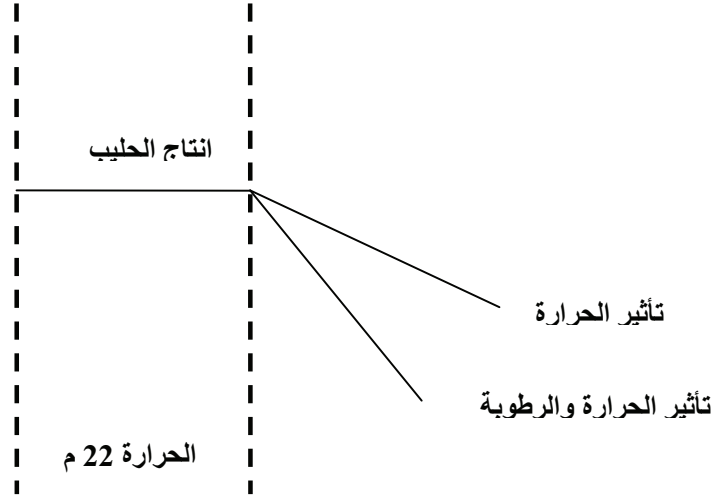 انتاج الحليب
تأثير الحرارة
تأثير الحرارة والرطوبة
الحرارة 22 م